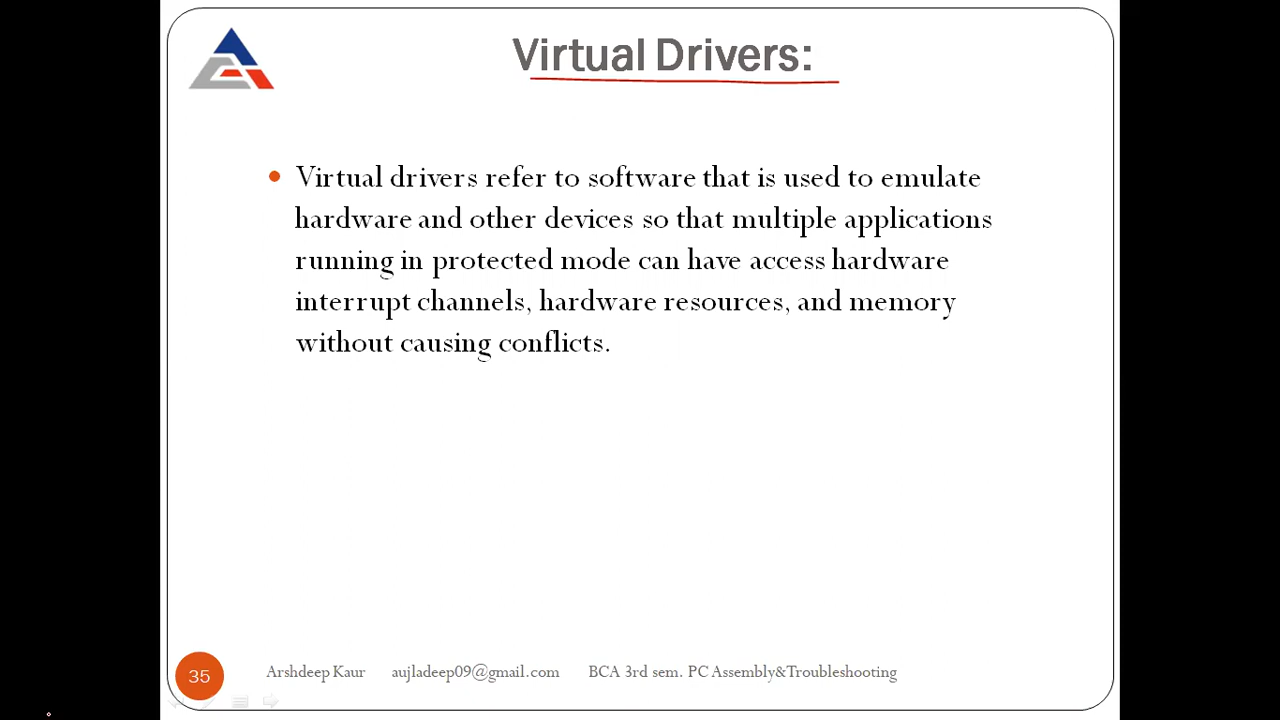 Virtual Drivers:
Virtual drivers refer to software that is used to emulate
hardware and other devices so that multiple applications
running in protected mode can have access hardware
interrupt channels, hardware resources, and memory
without causing conflicts.
35 Arshdeep Kaur aujladeep09@gmail.com BCA 3rd sem. PC Assembly&Troubleshooting